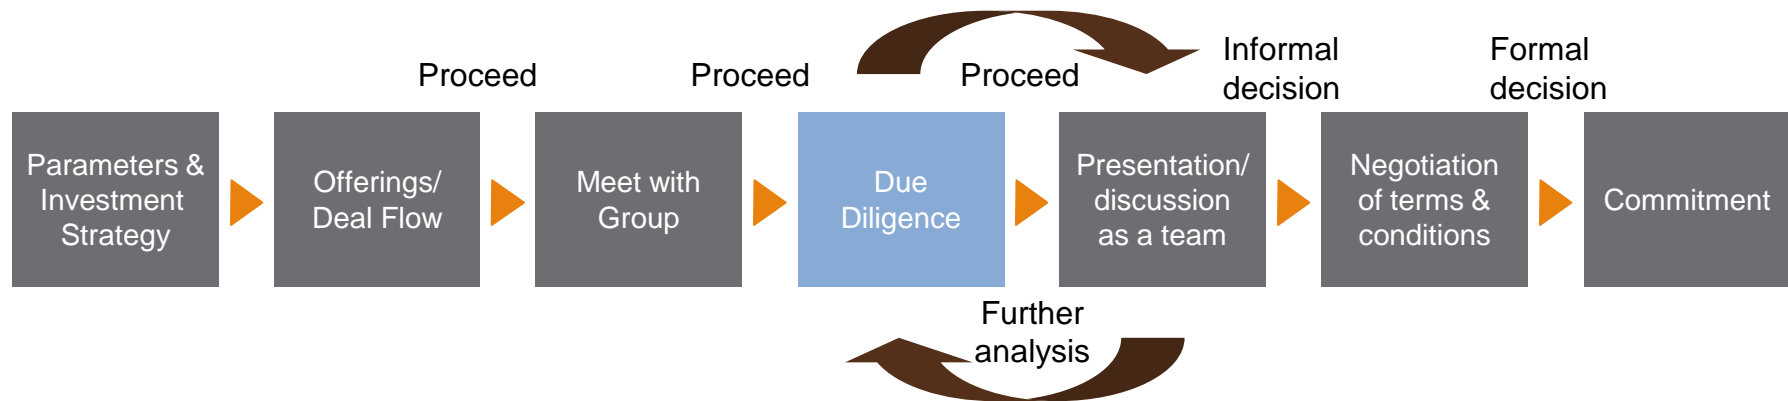 Proceed
Proceed
Proceed
Informal
decision
Formal
decision
Parameters &
Investment
Strategy
Offerings/
Deal Flow
Meet with
Group
Due
Diligence
Presentation/
discussion
as a team
Negotiation
of terms &
conditions
Commitment
Further
analysis